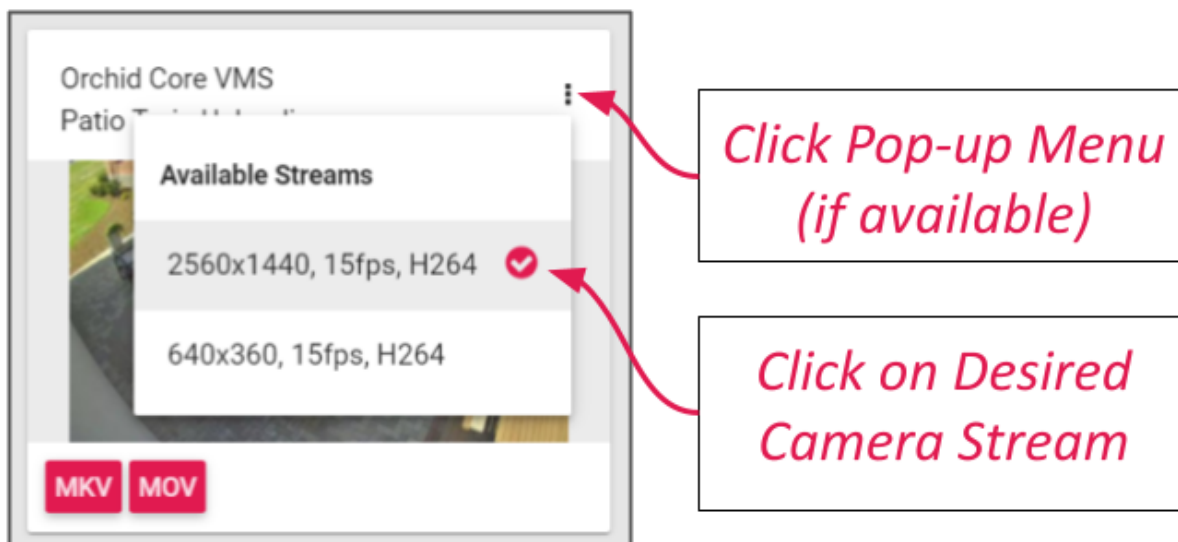 Orchid Core VMS
Patio
Available Streams
2560x1440, 15fps, H264
640x360, 15fps, H264
MKV MOV
Click Pop-up Menu
(if available)
Click on Desired
Camera Stream